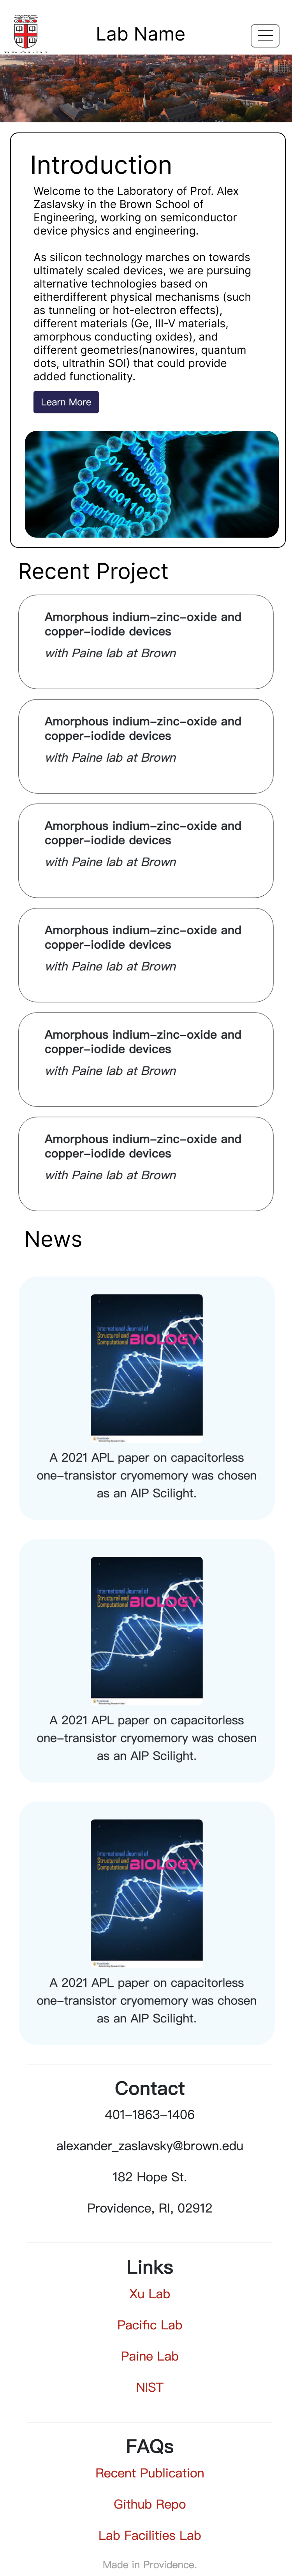 Lab Name
Introduction
Welcome to the Laboratory of Prof. Alex
Zaslavsky in the Brown School of
Engineering, working on semiconductor
device physics and engineering.
As silicon technology marches on towards
ultimately scaled devices, we are pursuing
alternative technologies based on
eitherdifferent physical mechanisms (such
as tunneling or hot-electron effects),
different materials (Ge, III-V materials,
amorphous conducting oxides), and
different geometries(nanowires, quantum
dots, ultrathin SOI) that could provide
added functionality.
Learn More
Recent Project
Amorphous indium-zinc-oxide and
copper-iodide devices
with Paine lab at Brown
Amorphous indium-zinc-oxide and
copper-iodide devices
with Paine lab at Brown
Amorphous indium-zinc-oxide and
copper-iodide devices
with Paine lab at Brown
Amorphous indium-zinc-oxide and
copper-iodide devices
with Paine lab at Brown
Amorphous indium-zinc-oxide and
copper-iodide devices
with Paine lab at Brown
Amorphous indium-zinc-oxide and
copper-iodide devices
with Paine lab at Brown
News
International Journal of
Structural and Computational
BIOLOGY
A 2021 APL paper on capacitorless
one-transistor cryomemory was chosen
as an AIP Scilight.
International Journal of
Structural and Computational
BIOLOGY
A 2021 APL paper on capacitorless
one-transistor cryomemory was chosen
as an AIP Scilight.
International Journal of
Structural and Computational
BIOLOGY
A 2021 APL paper on capacitorless
one-transistor cryomemory was chosen
as an AIP Scilight.
Contact
401-1863-1406
alexander_zaslavsky@brown.edu
182 Hope St.
Providence, RI, 02912
Links
Xu Lab
Pacific Lab
Paine Lab
NIST
FAQs
Recent Publication
Github Repo
Lab Facilities Lab
Made in Providence.